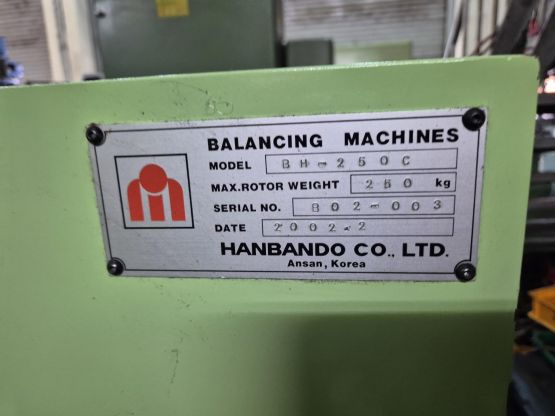 BALANCING MACHINES
MODEL BH-250C
MAX.ROTOR WEIGHT 250 kg
SERIAL NO. 802-003
DATE 2002-2
HANBANDO CO., LTD.
Ansan, Korea